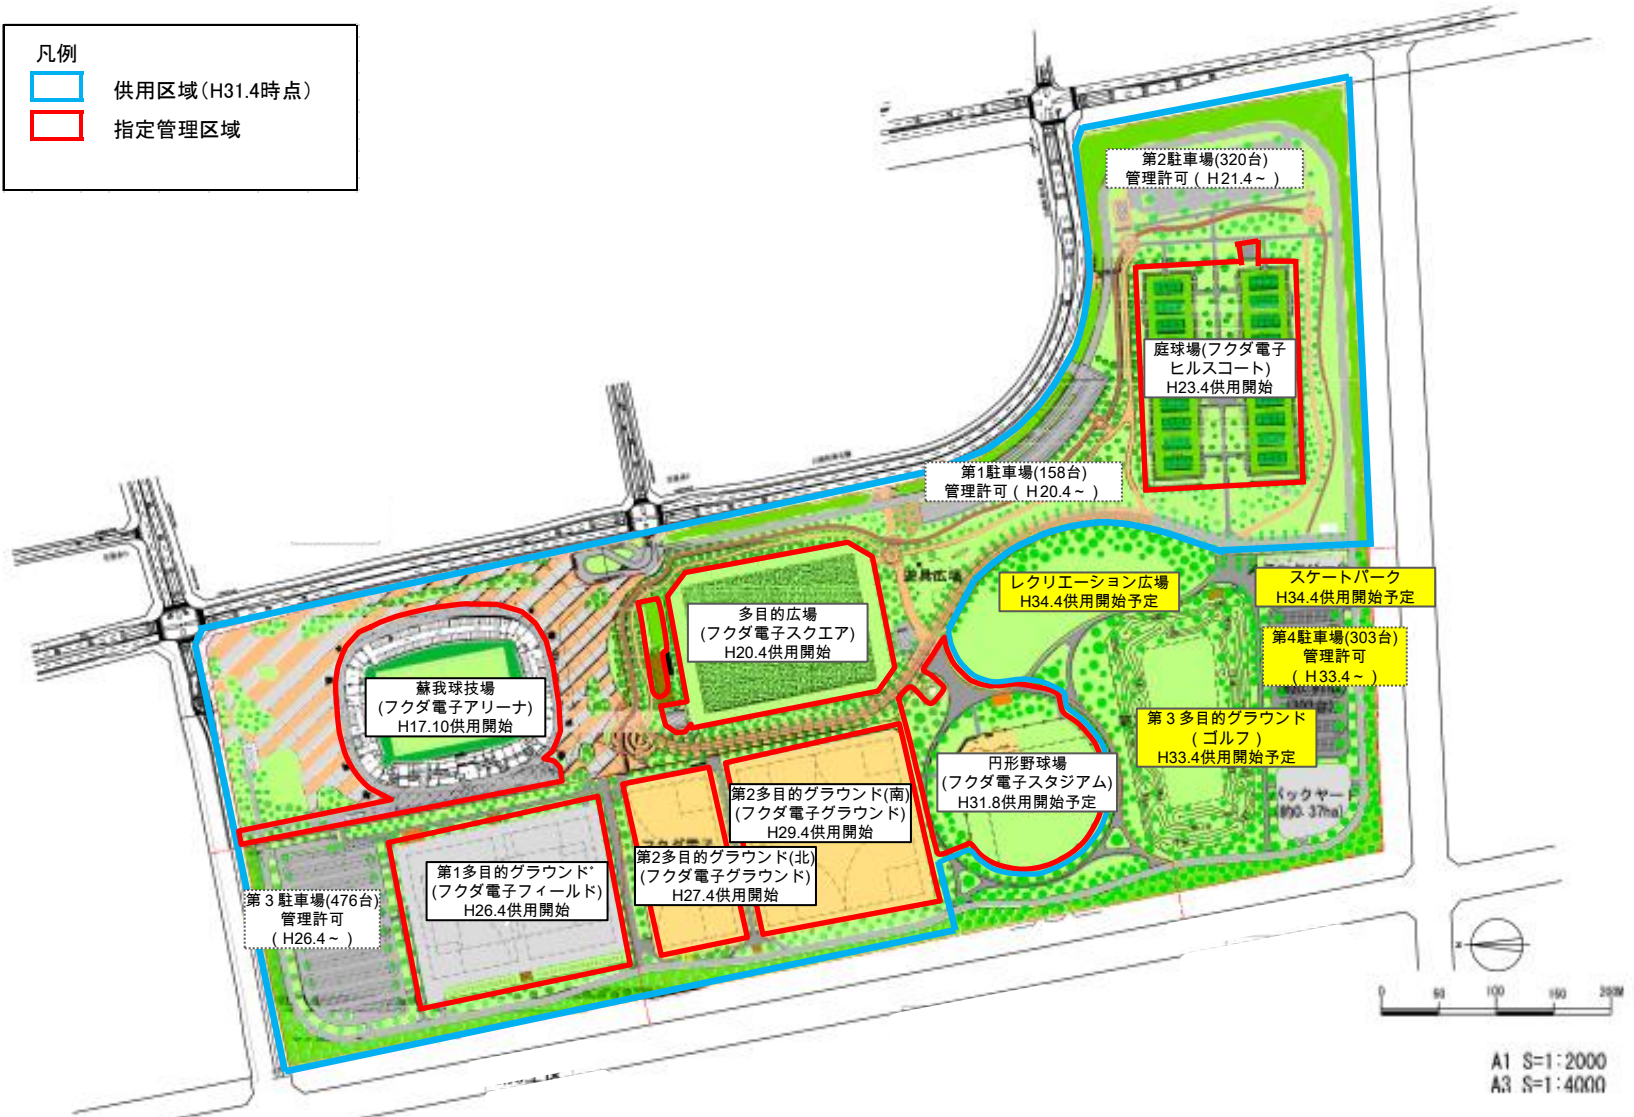 凡例
供用区域(H31.4時点)
指定管理区域
第2駐車場(320台)
管理許可(H21.4~)
庭球場(フクダ電子
ヒルスコート)
H23.4供用開始
第1駐車場(158台)
管理許可(H20.4~)
レクリエーション広場
H34.4供用開始予定
スケートパーク
H34.4供用開始予定
多目的広場
(フクダ電子スクエア)
H20.4供用開始
第4駐車場(303台)
管理許可
(H33.4~)
蘇我球技場
(フクダ電子アリーナ)
H17.10供用開始
第3多目的グラウンド
(ゴルフ)
H33.4供用開始予定
円形野球場
(フクダ電子スタジアム)
H31.8供用開始予定
バックヤード
約0.37ha
第2多目的グラウンド(南)
(フクダ電子グラウンド)
H29.4供用開始
第2多目的グラウンド(北)
(フクダ電子グラウンド)
H27.4供用開始
第1多目的グラウンド
(フクダ電子フィールド)
H26.4供用開始
第3駐車場(476台)
管理許可
(H26.4~)
0 50 100 150 200M
A1 S=1:2000
A3 S=1:4000